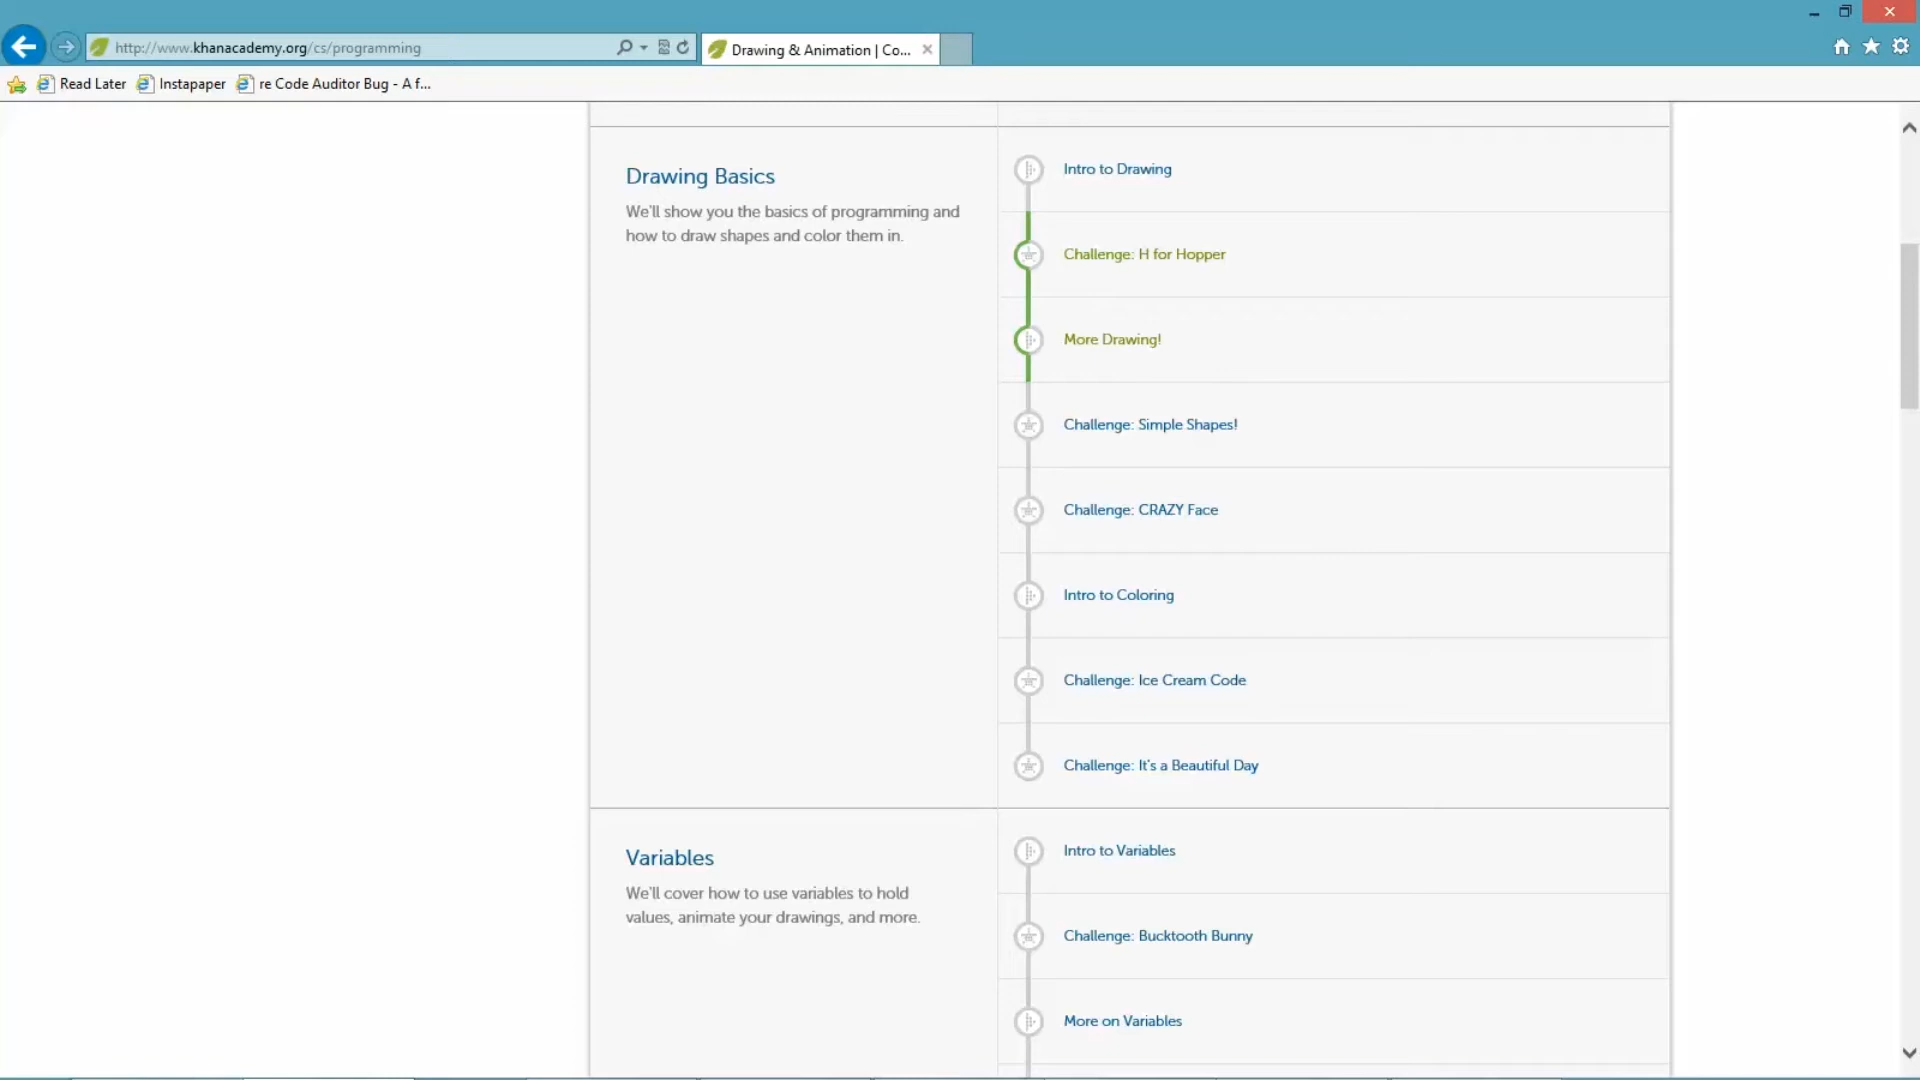 http://www.khanacademy.org/cs/programming
Drawing & Animation | Co...
Read Later
Instapaper
re Code Auditor Bug - A f...
Drawing Basics
We'll show you the basics of programming and
how to draw shapes and color them in.
Intro to Drawing
Challenge: H for Hopper
More Drawing!
Challenge: Simple Shapes!
Challenge: CRAZY Face
Intro to Coloring
Challenge: Ice Cream Code
Challenge: It's a Beautiful Day
Variables
We'll cover how to use variables to hold
values, animate your drawings, and more.
Intro to Variables
Challenge: Bucktooth Bunny
More on Variables